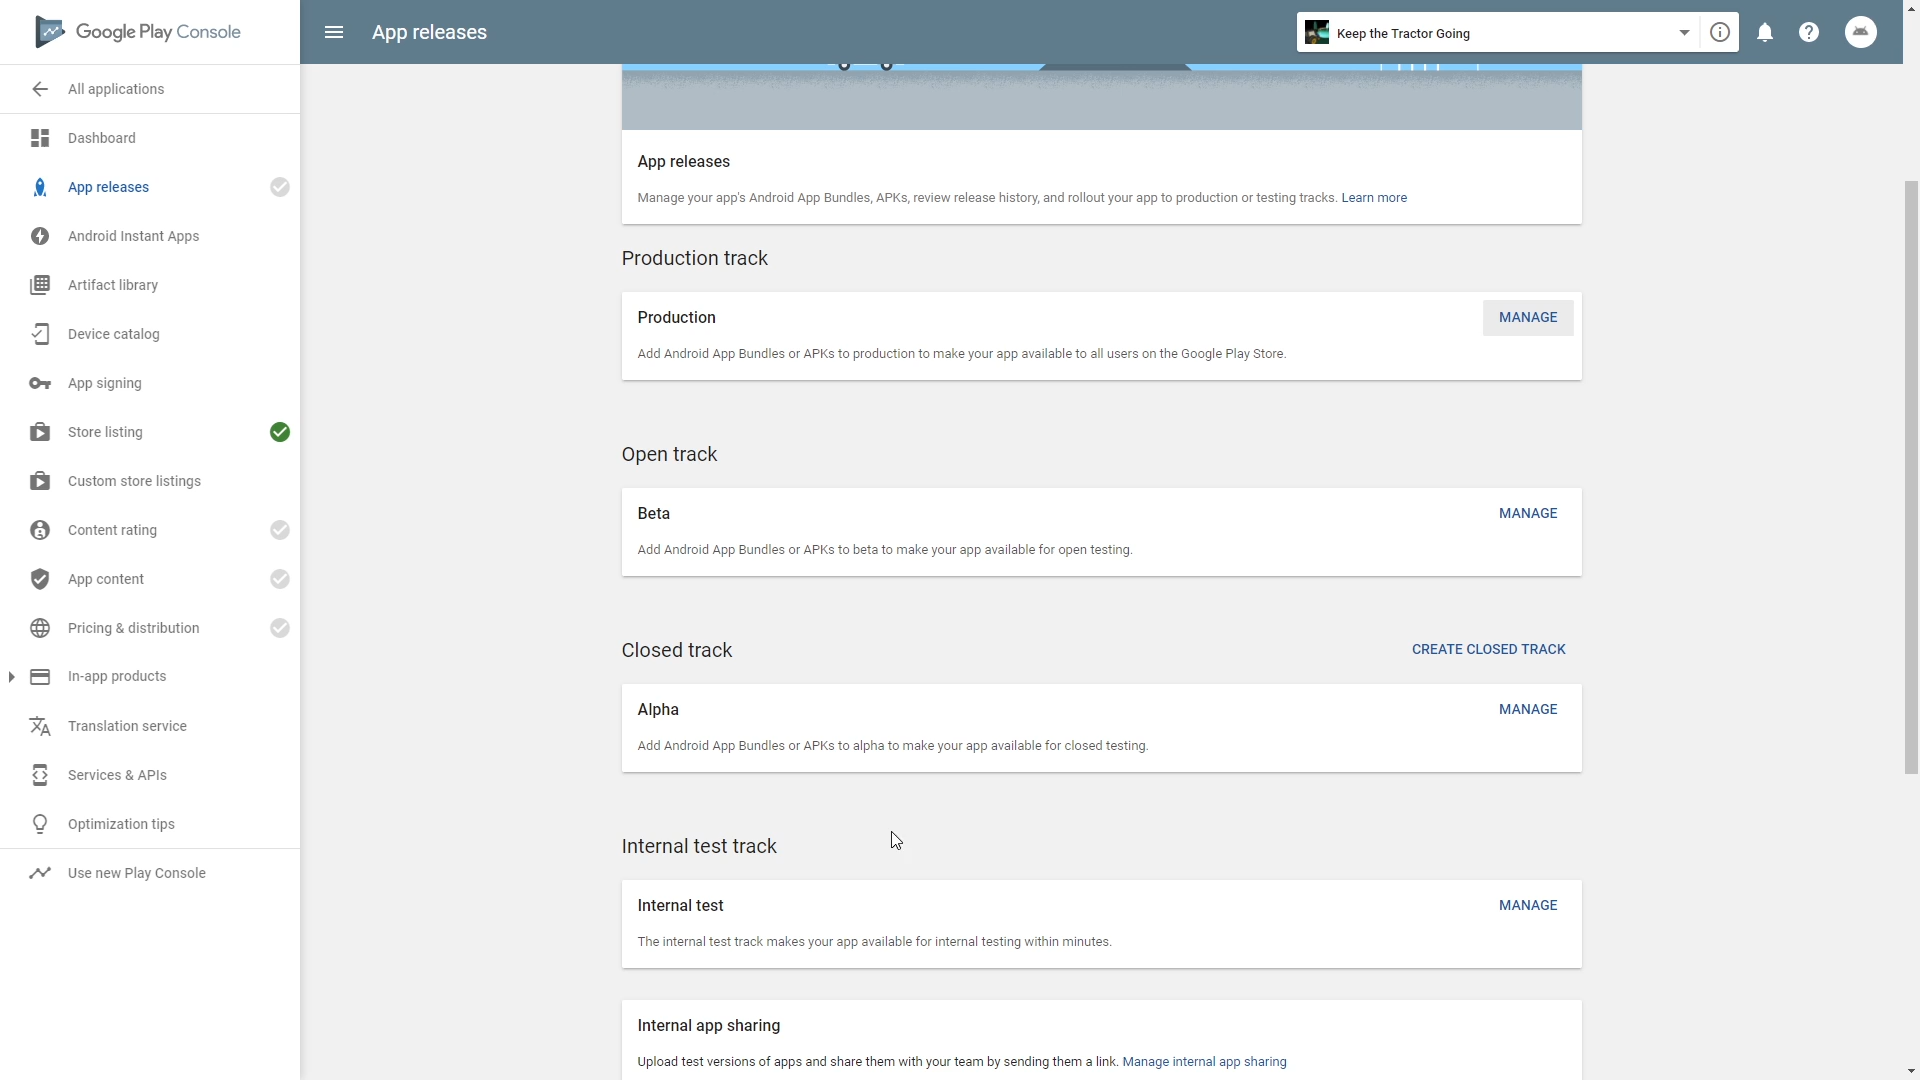 Google Play Console
App releases
Keep the Tractor Going
All applications
Dashboard
App releases
Android Instant Apps
Artifact library
Device catalog
App signing
Store listing
Custom store listings
Content rating
App content
Pricing & distribution
In-app products
Translation service
Services & APIs
Optimization tips
Use new Play Console
App releases
Manage your app's Android App Bundles, APKs, review release history, and rollout your app to production or testing tracks. Learn more
Production track
Production
MANAGE
Add Android App Bundles or APKs to production to make your app available to all users on the Google Play Store.
Open track
Beta
MANAGE
Add Android App Bundles or APKs to beta to make your app available for open testing.
Closed track
CREATE CLOSED TRACK
Alpha
MANAGE
Add Android App Bundles or APKs to alpha to make your app available for closed testing.
Internal test track
Internal test
MANAGE
The internal test track makes your app available for internal testing within minutes.
Internal app sharing
Upload test versions of apps and share them with your team by sending them a link. Manage internal app sharing